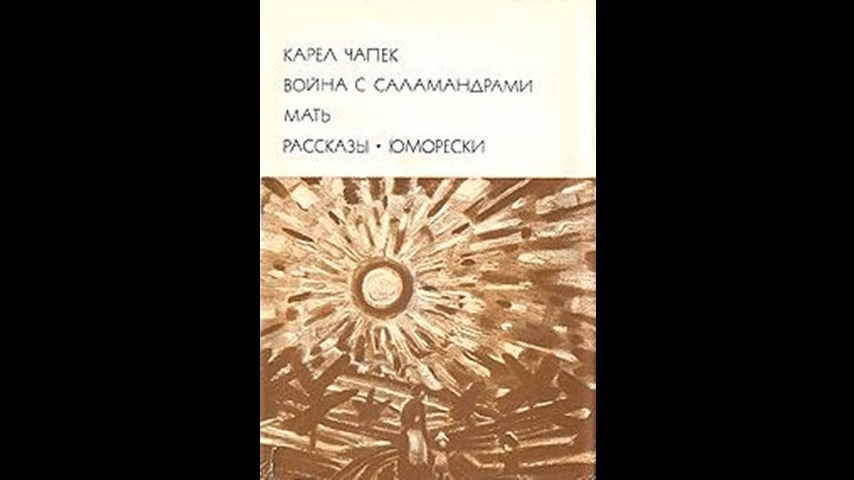 КАРЕЛ ЧАПЕК
ВОЙНА С САЛАМАНДРАМИ
МАТЬ
РАССКАЗЫ • ЮМОРЕСКИ